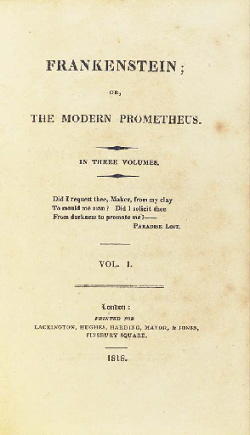 FRANKENSTEIN;
OR,
THE MODERN PROMETHEUS.
IN THREE VOLUMES.
Did I request thee, Maker, from my clay
To mould me man? Did I solicit thee
From darkness to promote me?——
PARADISE LOST.
VOL. I.
London:
PRINTED FOR
LACKINGTON, HUGHES, HARDING, MAVOR, & JONES,
FINSBURY SQUARE.
1818.